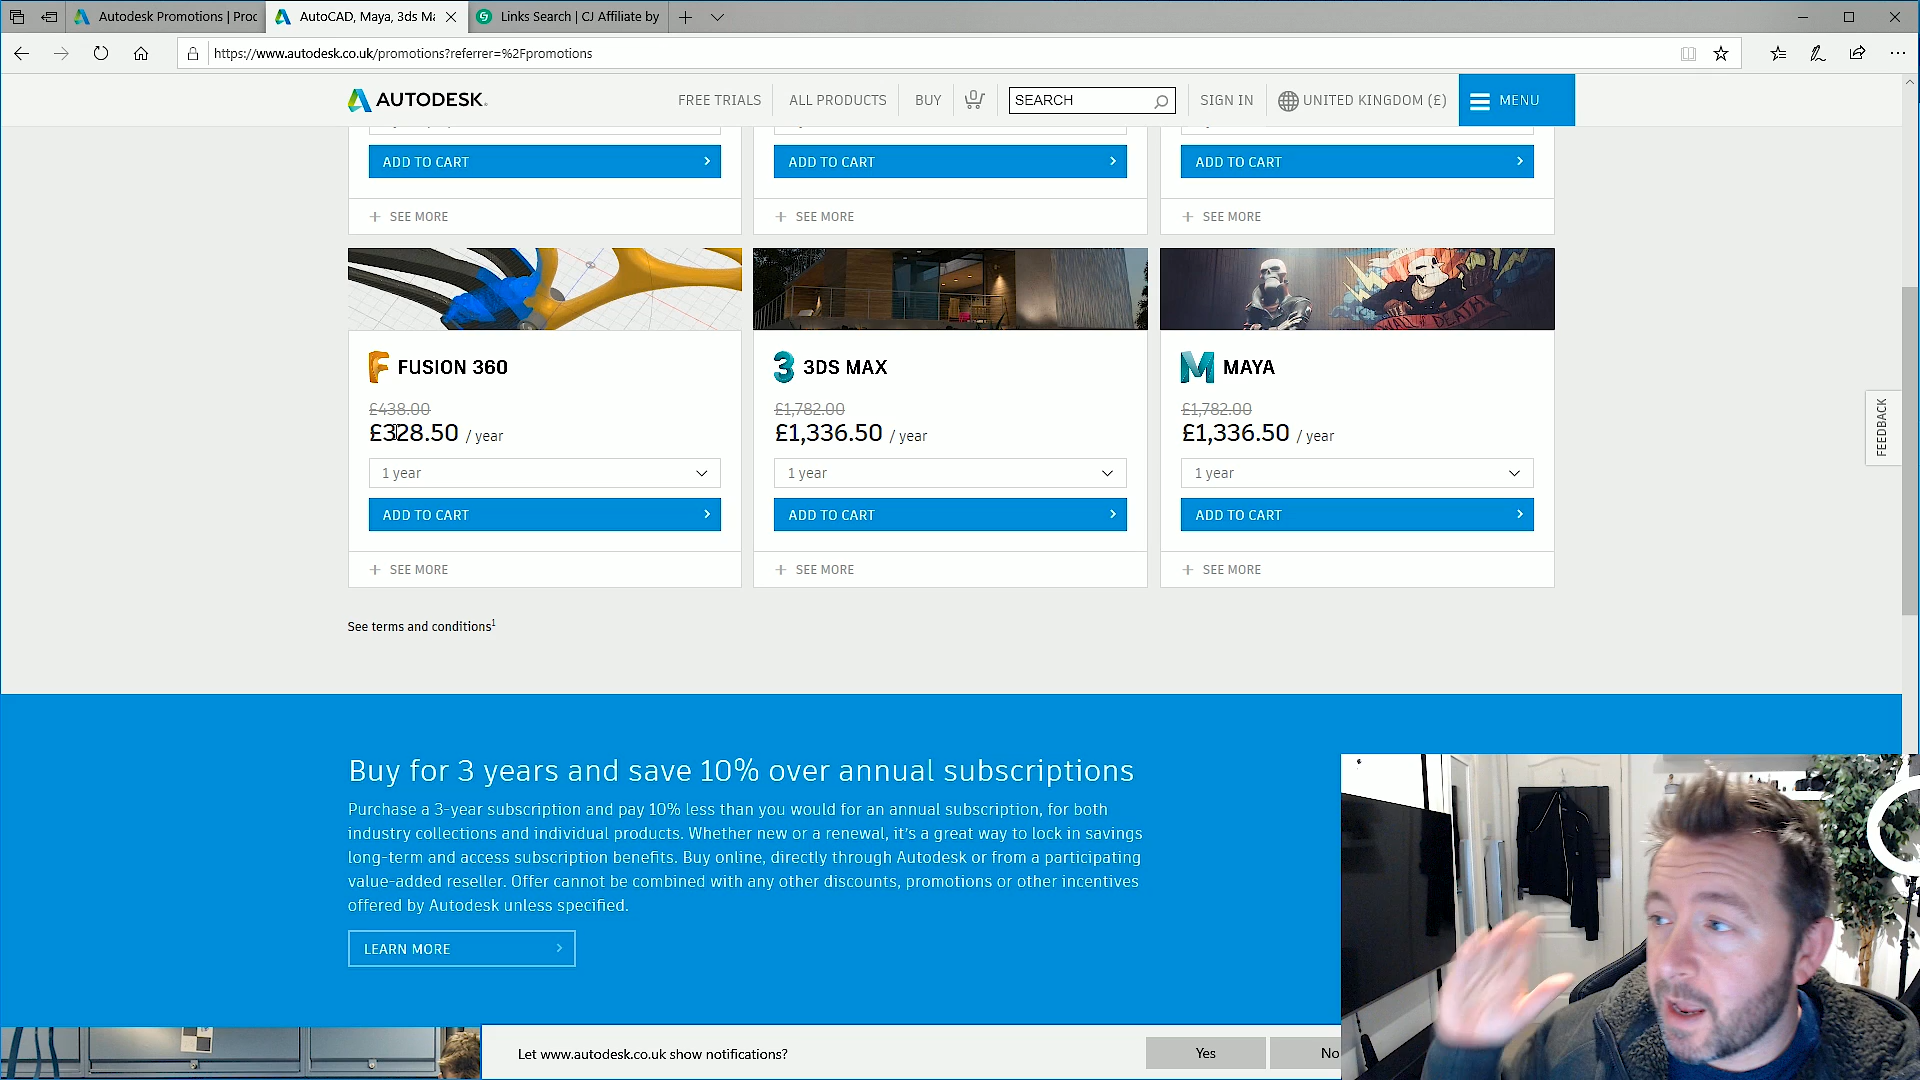 Autodesk Promotions | Proc
AutoCAD, Maya, 3ds Ma
Links Search | CJ Affiliate by
https://www.autodesk.co.uk/promotions?referrer=%2Fpromotions
AUTODESK.
FREE TRIALS
ALL PRODUCTS
BUY
0
SEARCH
SIGN IN
UNITED KINGDOM (£)
MENU
ADD TO CART
ADD TO CART
ADD TO CART
+ SEE MORE
+ SEE MORE
+ SEE MORE
WALL OF DEATH
FUSION 360
£438.00
£328.50 / year
1 year
ADD TO CART
+ SEE MORE
3DS MAX
£1,782.00
£1,336.50 / year
1 year
ADD TO CART
+ SEE MORE
MAYA
£1,782.00
£1,336.50 / year
1 year
ADD TO CART
+ SEE MORE
FEEDBACK
See terms and conditions1
Buy for 3 years and save 10% over annual subscriptions
Purchase a 3-year subscription and pay 10% less than you would for an annual subscription, for both
industry collections and individual products. Whether new or a renewal, it's a great way to lock in savings
long-term and access subscription benefits. Buy online, directly through Autodesk or from a participating
value-added reseller. Offer cannot be combined with any other discounts, promotions or other incentives
offered by Autodesk unless specified.
LEARN MORE
Let www.autodesk.co.uk show notifications?
Yes
No